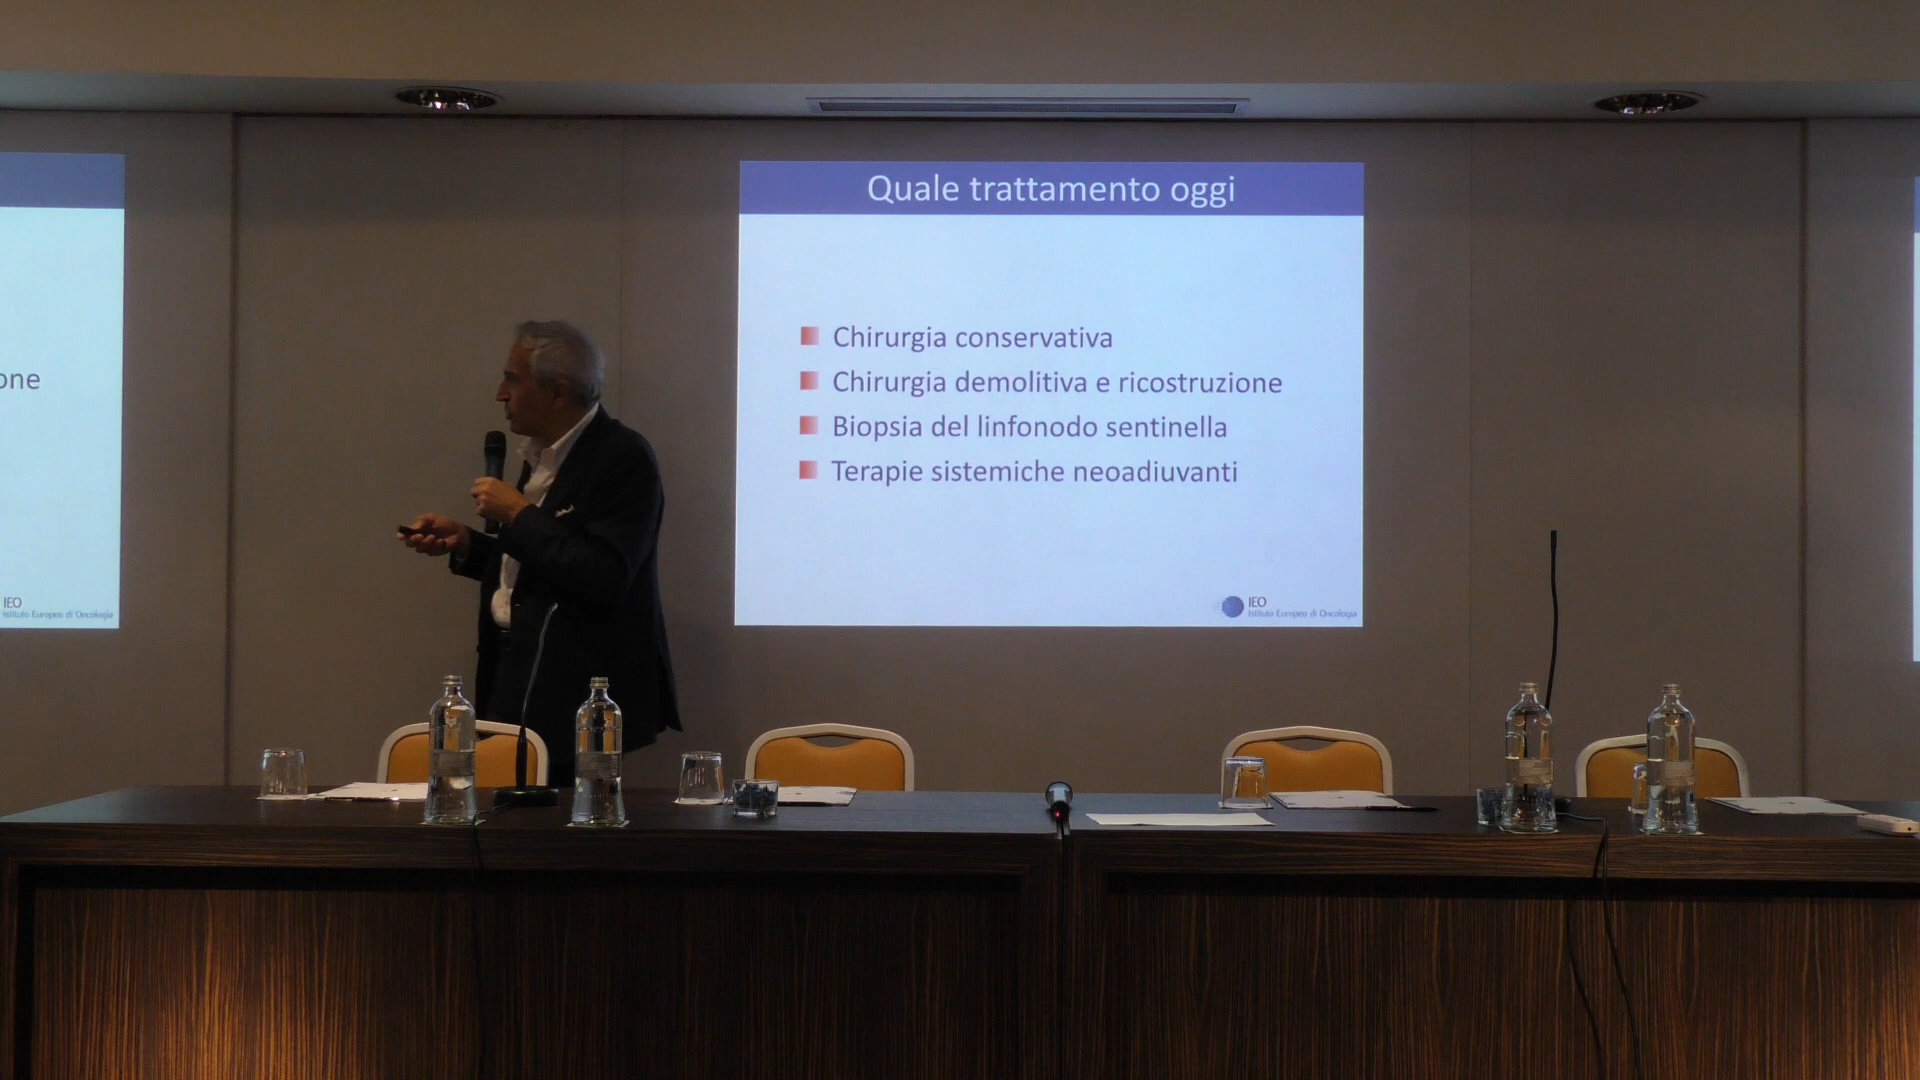 one
IEO
Istituto Europeo di Oncologia
Quale trattamento oggi
Chirurgia conservativa
Chirurgia demolitiva e ricostruzione
Biopsia del linfonodo sentinella
Terapie sistemiche neoadiuvanti
IEO
Istituto Europeo di Oncologia